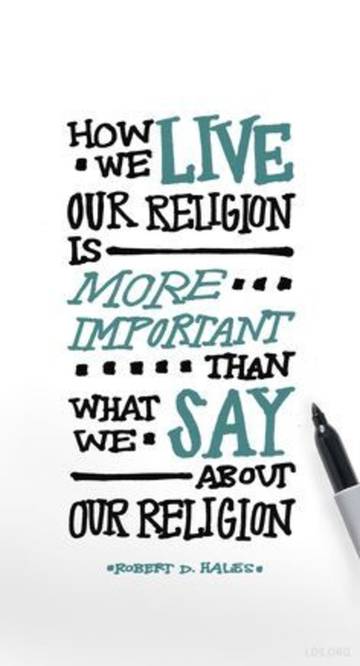 HOW WE LIVE
OUR RELIGION
IS
MORE
IMPORTANT
THAN
WHAT WE SAY
ABOUT
OUR RELIGION
ROBERT D. HALES
LDS.ORG